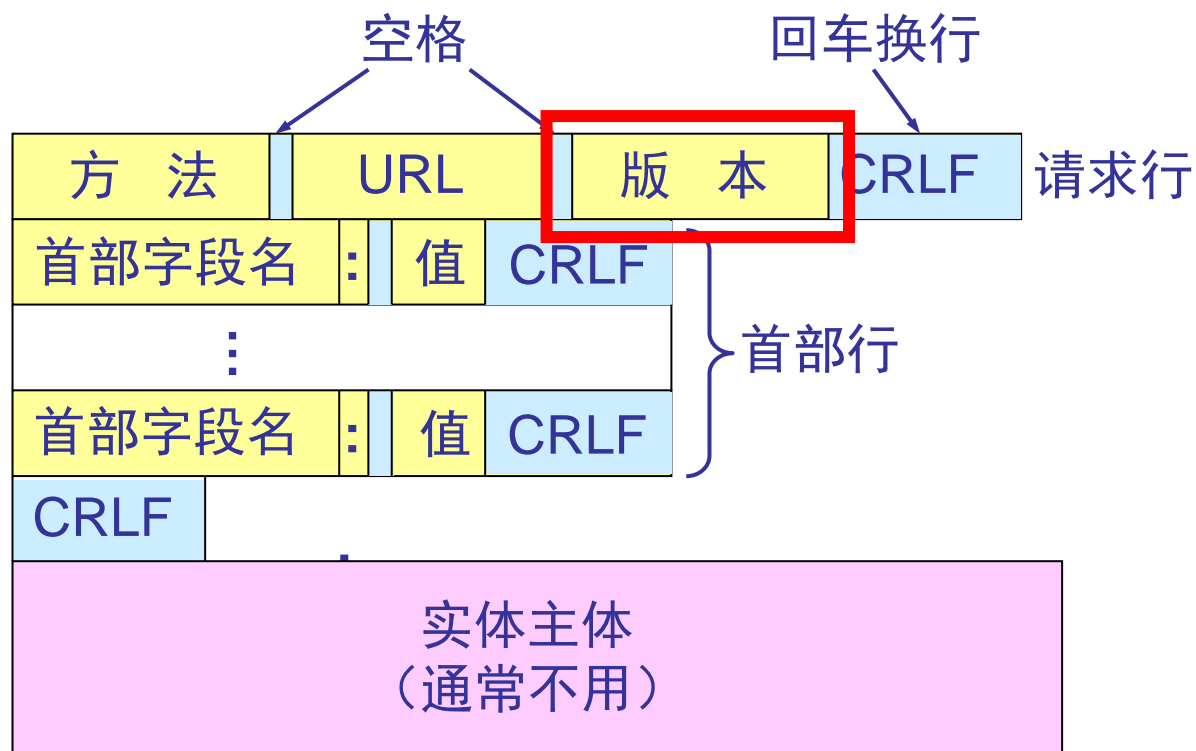 空格 回车换行
方 法 URL 版 本 CRLF 请求行
首部字段名 : 值 CRLF
⋮
首部行
首部字段名 : 值 CRLF
CRLF
实体主体
（通常不用）